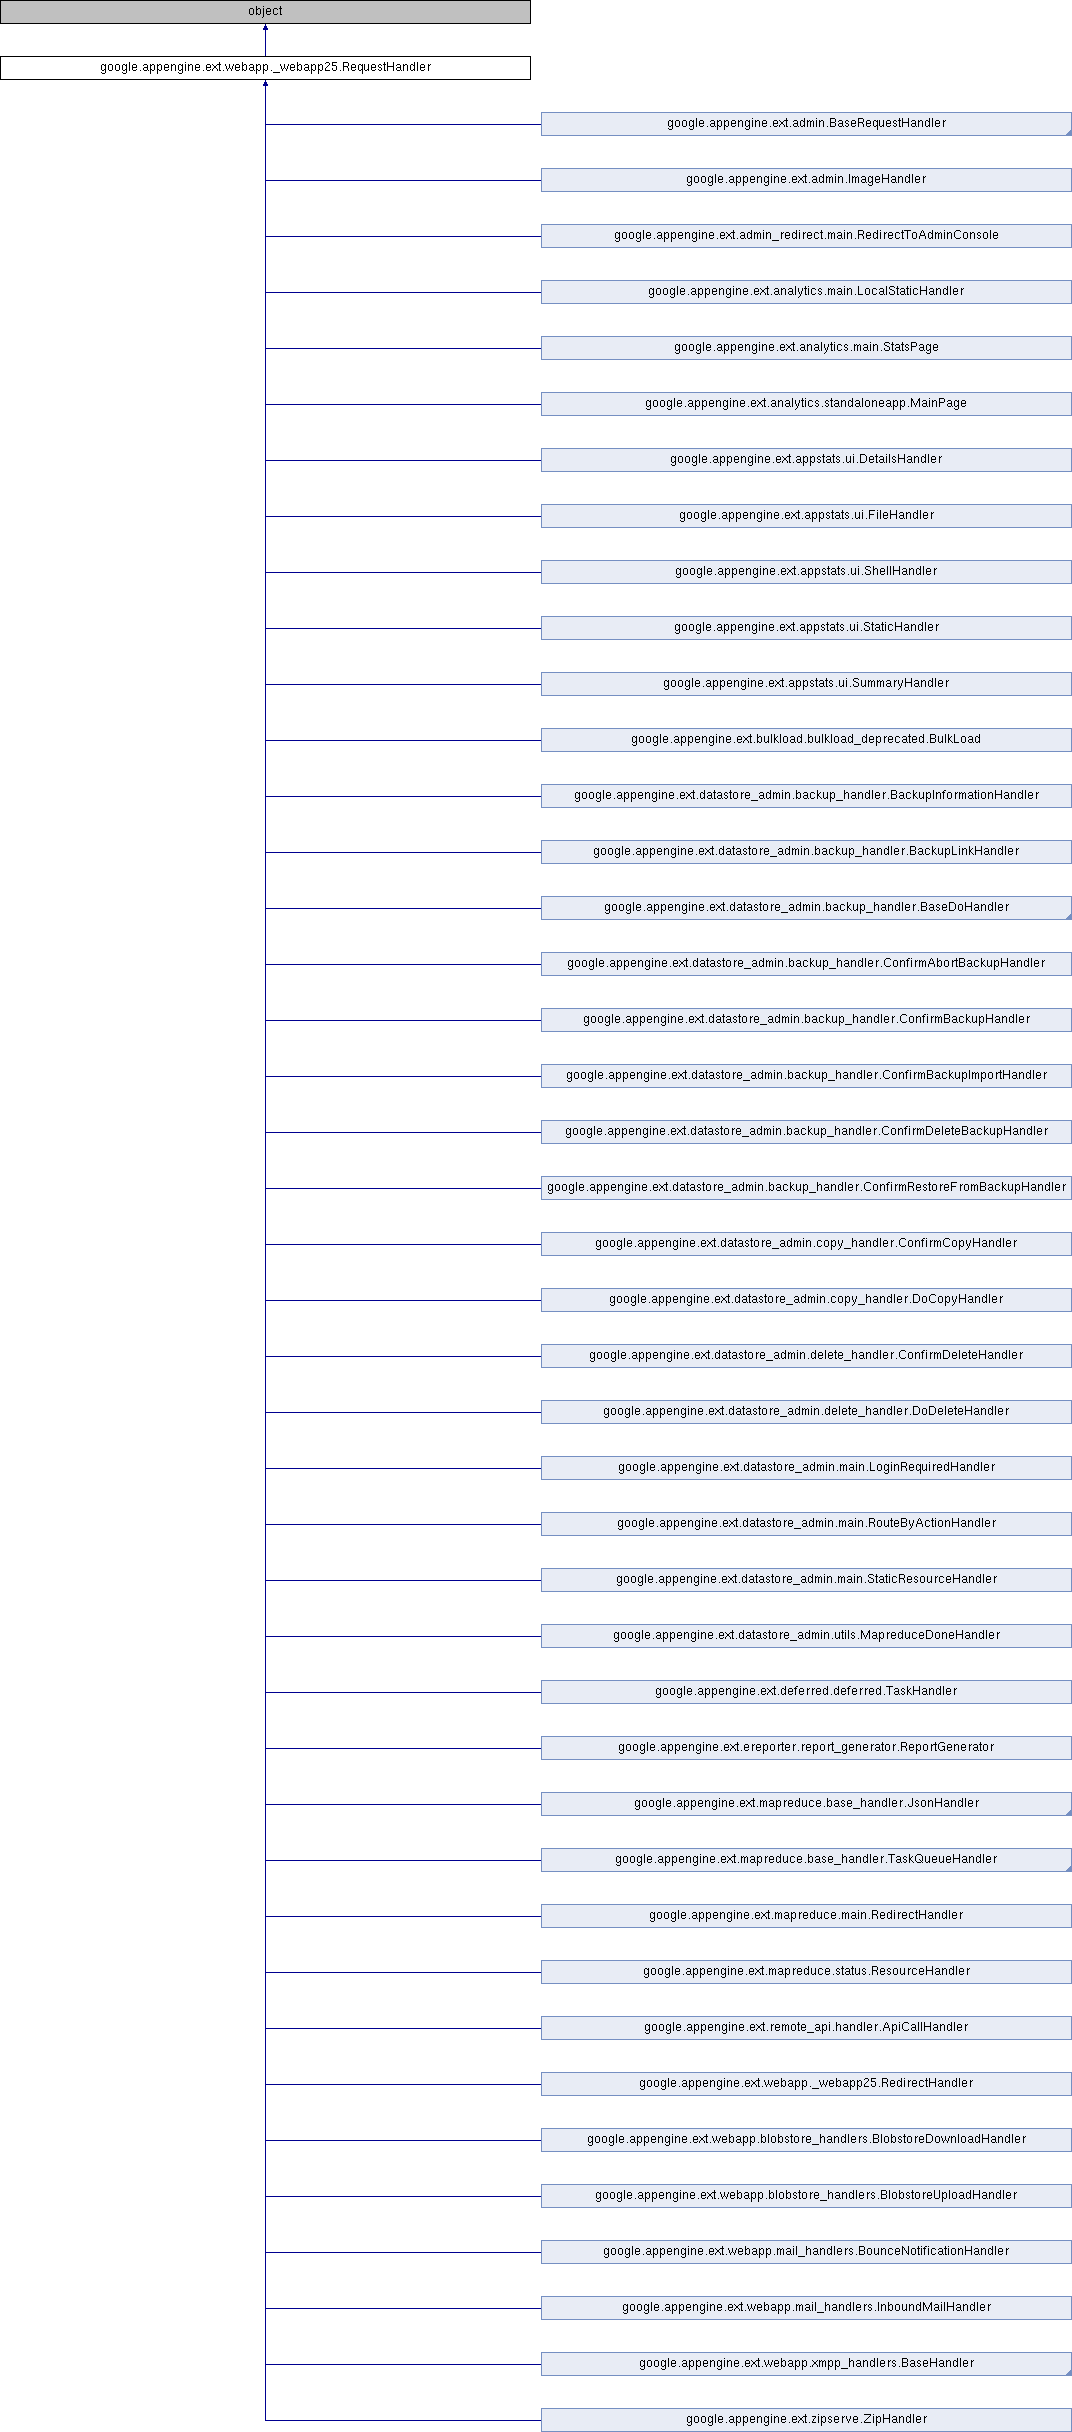 object
google.appengine.ext.webapp._webapp25.RequestHandler
google.appengine.ext.admin.BaseRequestHandler
google.appengine.ext.admin.ImageHandler
google.appengine.ext.admin_redirect.main.RedirectToAdminConsole
google.appengine.ext.analytics.main.LocalStaticHandler
google.appengine.ext.analytics.main.StatsPage
google.appengine.ext.analytics.standaloneapp.MainPage
google.appengine.ext.appstats.ui.DetailsHandler
google.appengine.ext.appstats.ui.FileHandler
google.appengine.ext.appstats.ui.ShellHandler
google.appengine.ext.appstats.ui.StaticHandler
google.appengine.ext.appstats.ui.SummaryHandler
google.appengine.ext.bulkload.bulkload_deprecated.BulkLoad
google.appengine.ext.datastore_admin.backup_handler.BackupInformationHandler
google.appengine.ext.datastore_admin.backup_handler.BackupLinkHandler
google.appengine.ext.datastore_admin.backup_handler.BaseDoHandler
google.appengine.ext.datastore_admin.backup_handler.ConfirmAbortBackupHandler
google.appengine.ext.datastore_admin.backup_handler.ConfirmBackupHandler
google.appengine.ext.datastore_admin.backup_handler.ConfirmBackupImportHandler
google.appengine.ext.datastore_admin.backup_handler.ConfirmDeleteBackupHandler
google.appengine.ext.datastore_admin.backup_handler.ConfirmRestoreFromBackupHandler
google.appengine.ext.datastore_admin.copy_handler.ConfirmCopyHandler
google.appengine.ext.datastore_admin.copy_handler.DoCopyHandler
google.appengine.ext.datastore_admin.delete_handler.ConfirmDeleteHandler
google.appengine.ext.datastore_admin.delete_handler.DoDeleteHandler
google.appengine.ext.datastore_admin.main.LoginRequiredHandler
google.appengine.ext.datastore_admin.main.RouteByActionHandler
google.appengine.ext.datastore_admin.main.StaticResourceHandler
google.appengine.ext.datastore_admin.utils.MapreduceDoneHandler
google.appengine.ext.deferred.deferred.TaskHandler
google.appengine.ext.ereporter.report_generator.ReportGenerator
google.appengine.ext.mapreduce.base_handler.JsonHandler
google.appengine.ext.mapreduce.base_handler.TaskQueueHandler
google.appengine.ext.mapreduce.main.RedirectHandler
google.appengine.ext.mapreduce.status.ResourceHandler
google.appengine.ext.remote_api.handler.ApiCallHandler
google.appengine.ext.webapp._webapp25.RedirectHandler
google.appengine.ext.webapp.blobstore_handlers.BlobstoreDownloadHandler
google.appengine.ext.webapp.blobstore_handlers.BlobstoreUploadHandler
google.appengine.ext.webapp.mail_handlers.BounceNotificationHandler
google.appengine.ext.webapp.mail_handlers.InboundMailHandler
google.appengine.ext.webapp.xmpp_handlers.BaseHandler
google.appengine.ext.zipserve.ZipHandler